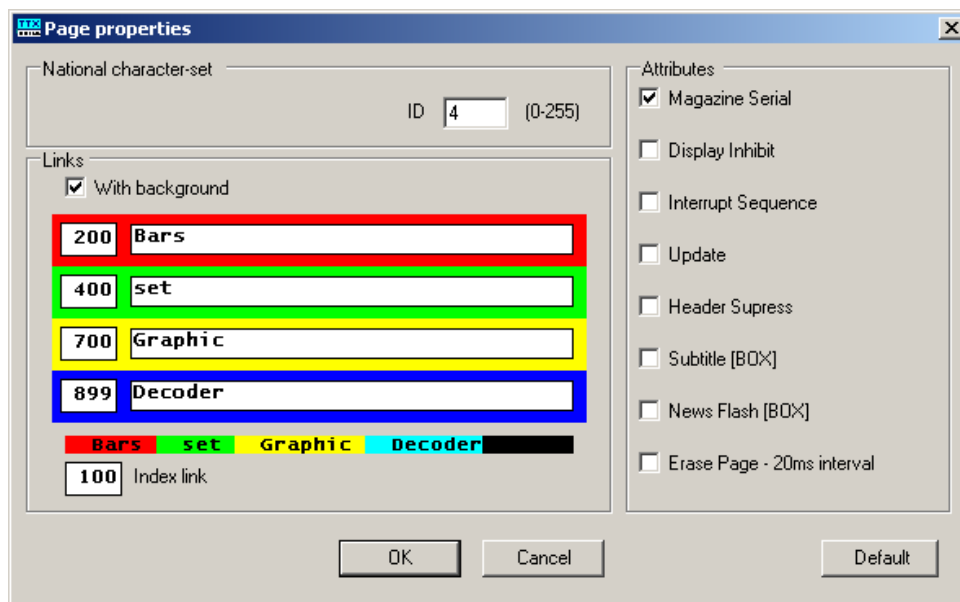 TTX Page properties
National character-set
ID 4 (0-255)
Links
With background
200 Bars
400 set
700 Graphic
899 Decoder
Bars set Graphic Decoder
100 Index link
Attributes
Magazine Serial
Display Inhibit
Interrupt Sequence
Update
Header Supress
Subtitle [BOX]
News Flash [BOX]
Erase Page - 20ms interval
OK Cancel Default